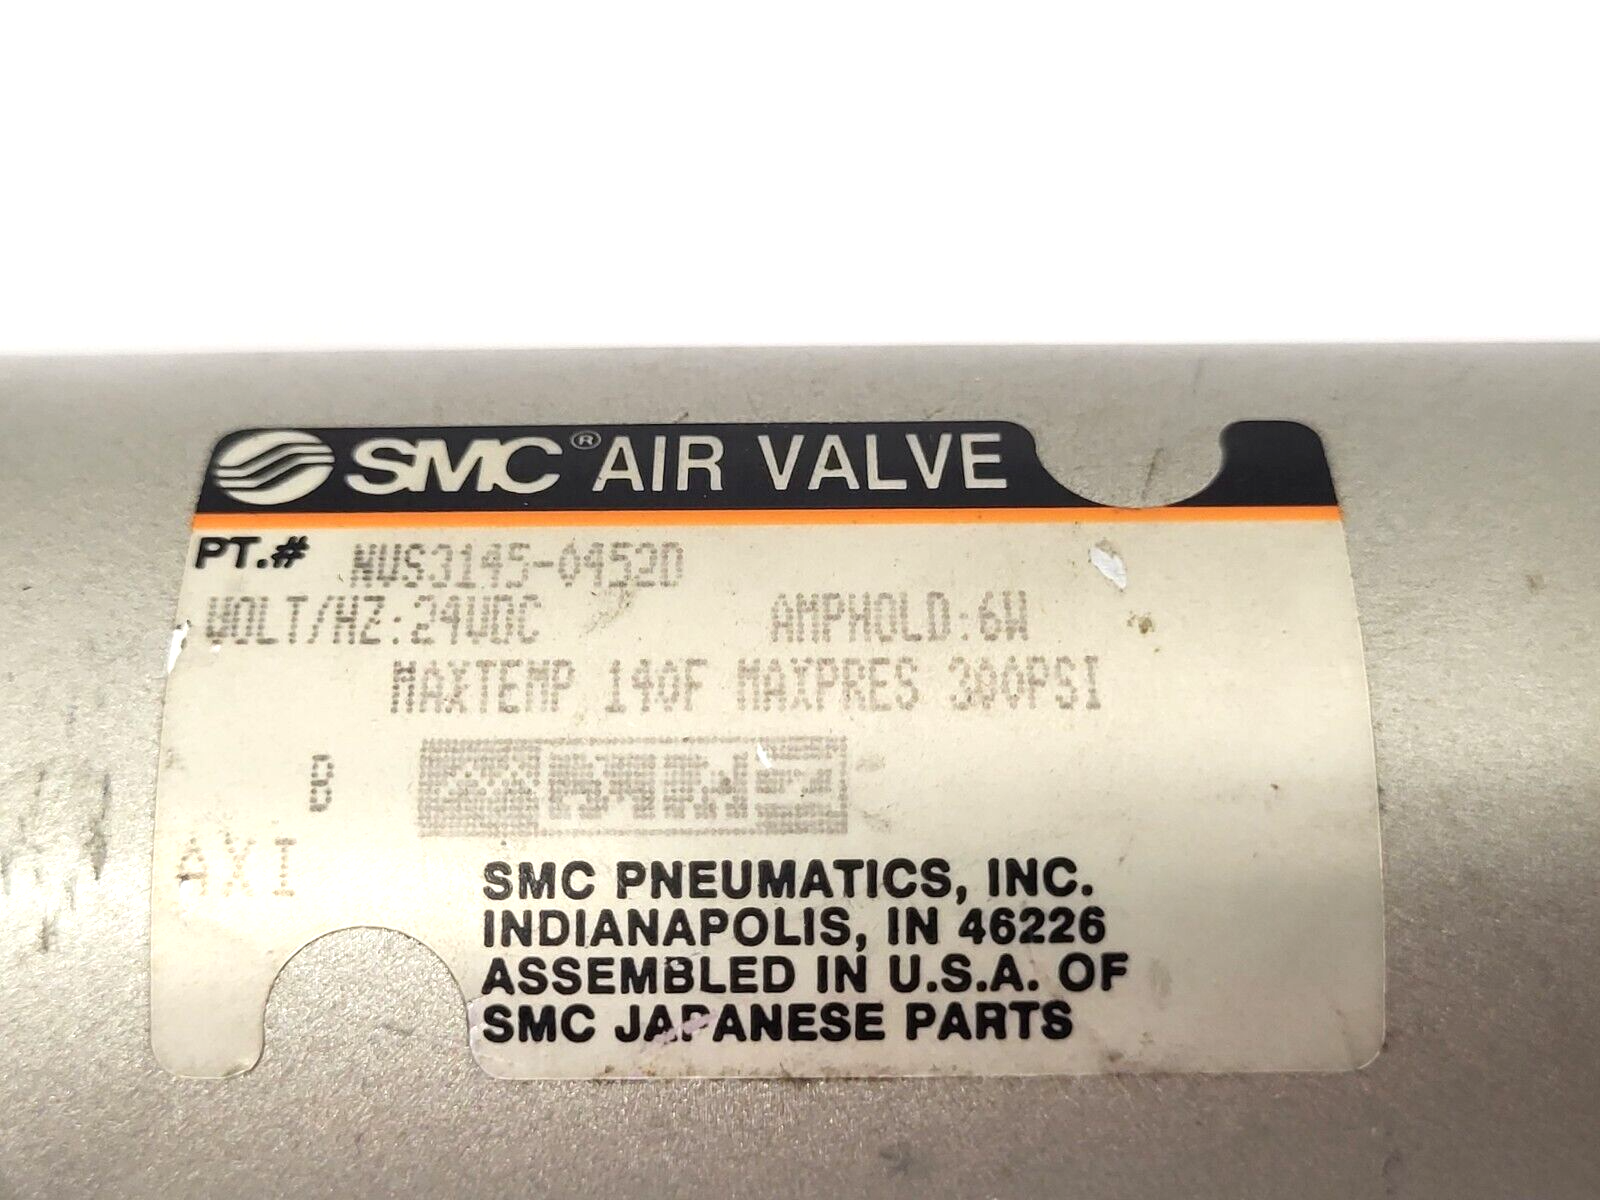 SMC® AIR VALVE
PT.# NVS3145-0452D
VOLT/HZ:24VDC AMPHOLD:6W
MAXTEMP 140F MAXPRES 300PSI
B
AXI
SMC PNEUMATICS, INC.
INDIANAPOLIS, IN 46226
ASSEMBLED IN U.S.A. OF
SMC JAPANESE PARTS